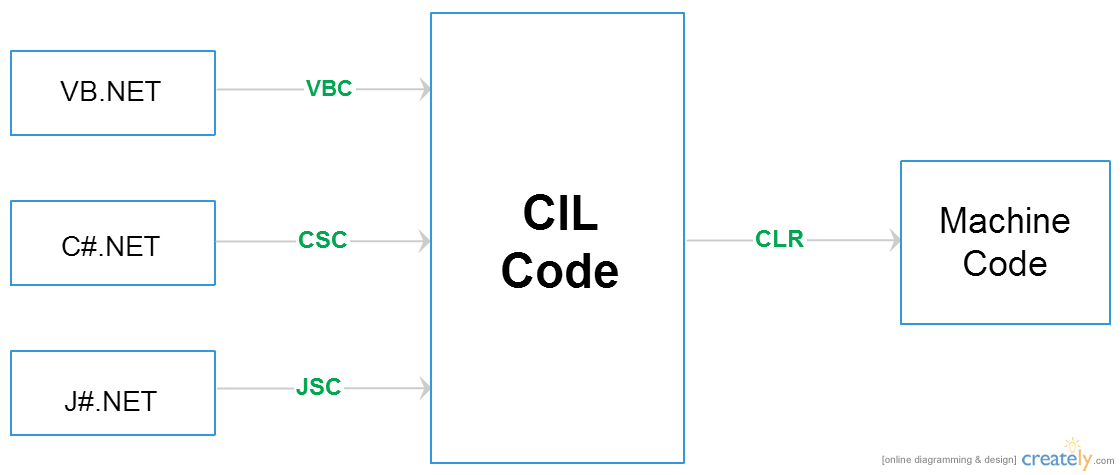 VB.NET
VBC
C#.NET
CSC
J#.NET
JSC
CIL
Code
CLR
Machine
Code
[online diagramming & design] creately.com